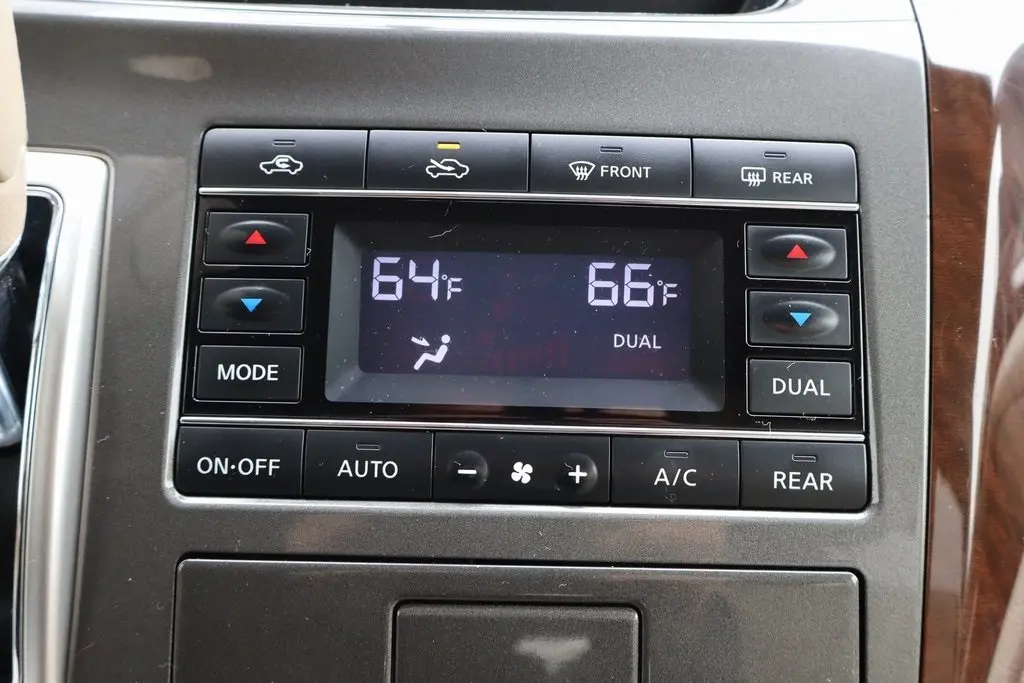 FRONT
REAR
64°F 66°F
DUAL
MODE
DUAL
ON•OFF
AUTO
- +
A/C
REAR